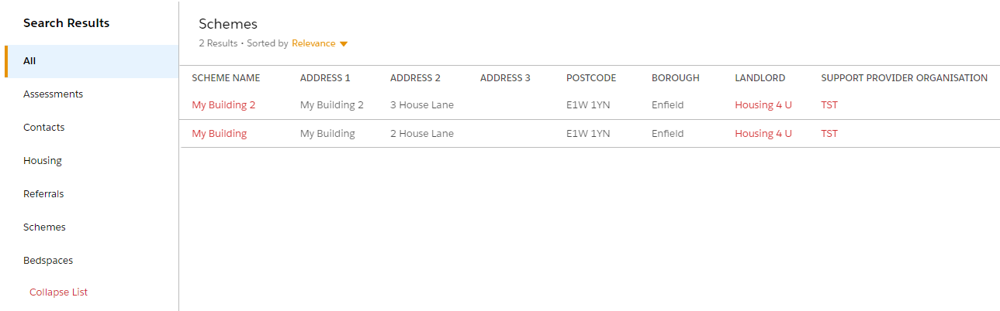 Search Results
All
Assessments
Contacts
Housing
Referrals
Schemes
Bedspaces
Collapse List
Schemes
2 Results • Sorted by Relevance
SCHEME NAME ADDRESS 1 ADDRESS 2 ADDRESS 3 POSTCODE BOROUGH LANDLORD SUPPORT PROVIDER ORGANISATION
My Building 2 My Building 2 3 House Lane E1W 1YN Enfield Housing 4 U TST
My Building My Building 2 House Lane E1W 1YN Enfield Housing 4 U TST